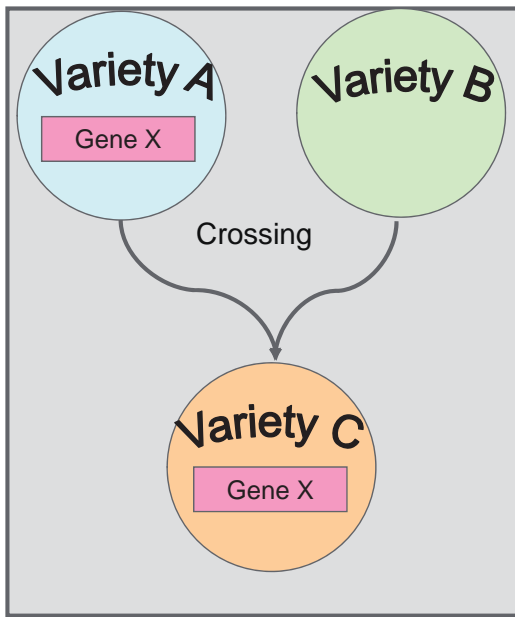 Variety A
Variety B
Gene X
Crossing
Variety C
Gene X